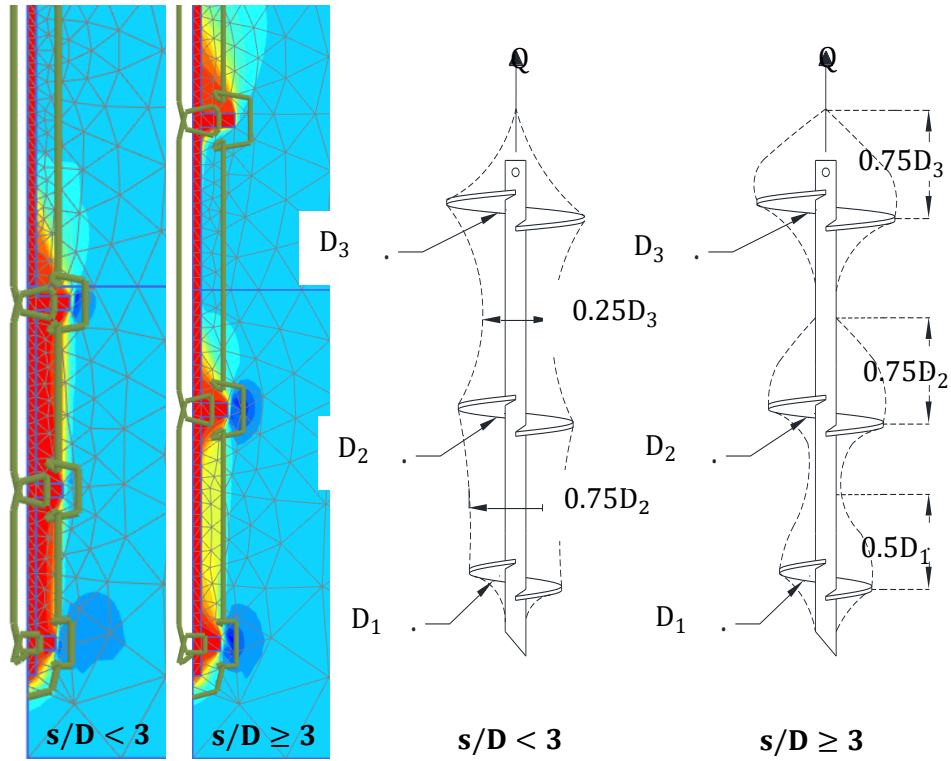 Q
Q
D3
0.75D3
D3
0.25D3
0.75D2
D2
D2
0.75D2
0.5D1
D1
D1
s/D < 3
s/D ≥ 3
s/D < 3
s/D ≥ 3